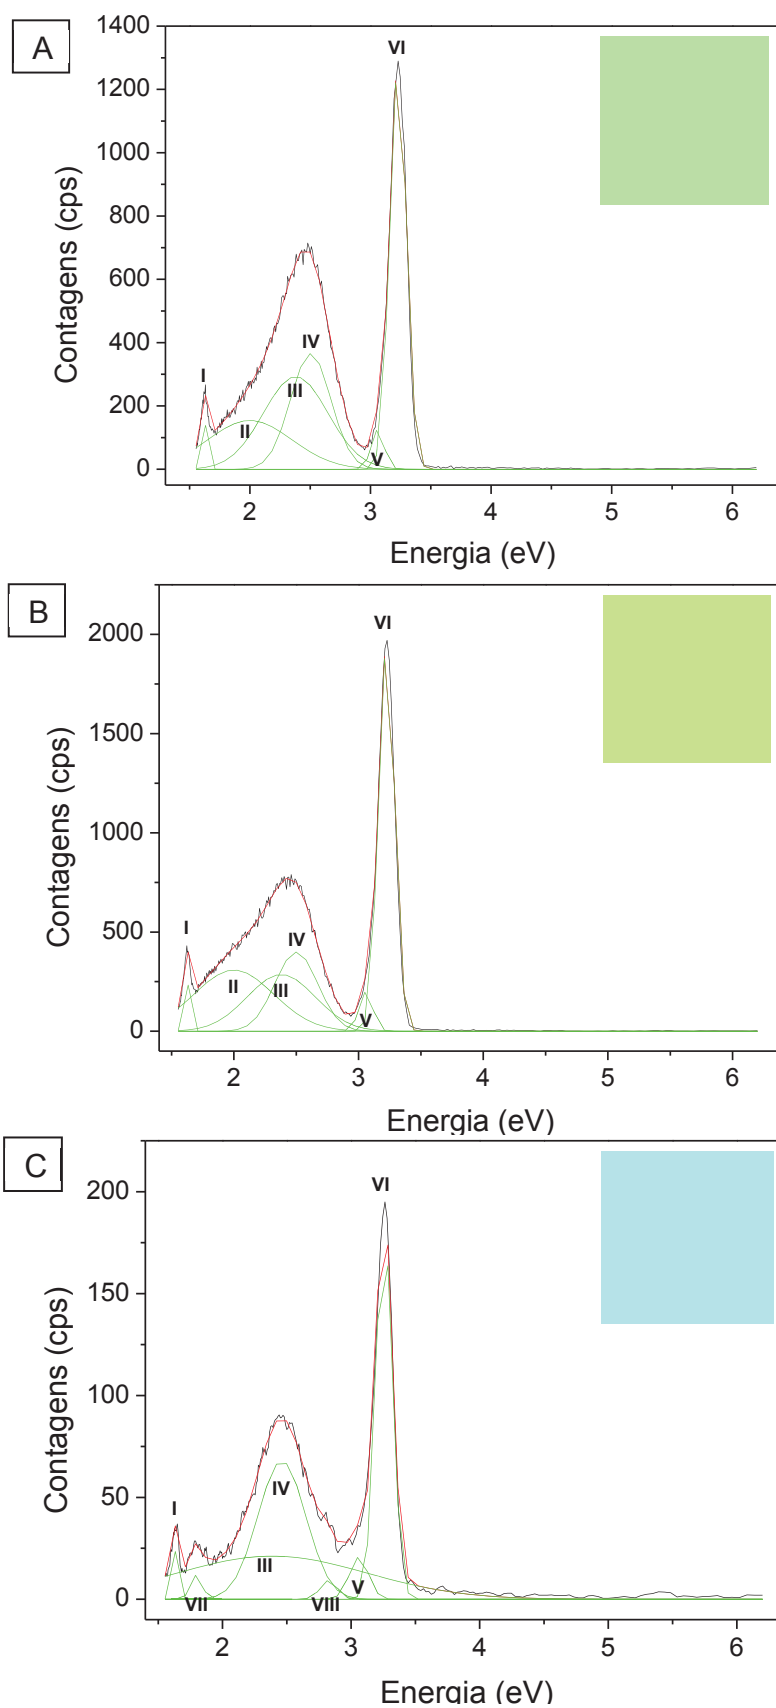 A
1400
1200
1000
800
600
400
200
0
Contagens (cps)
I
II
III
IV
V
VI
2 3 4 5 6
Energia (eV)
B
2000
1500
1000
500
0
Contagens (cps)
I
II
III
IV
V
VI
2 3 4 5 6
Energia (eV)
C
200
150
100
50
0
Contagens (cps)
I
VII
III
IV
VIII
V
VI
2 3 4 5 6
Energia (eV)